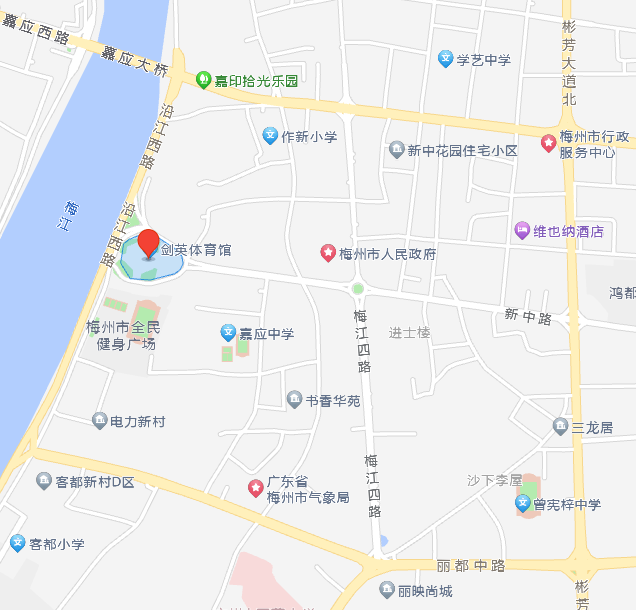 嘉应西路
嘉应大桥
彬芳大道北
学艺中学
嘉印拾光乐园
沿江西路
作新小学
新中花园住宅小区
梅州市行政
服务中心
梅江
沿江西路
剑英体育馆
维也纳酒店
梅州市人民政府
鸿都
新中路
梅江四路
进士楼
梅州市全民
健身广场
嘉应中学
书香华苑
电力新村
三龙居
梅江四路
客都新村D区
广东省
梅州市气象局
沙下李屋
曾宪梓中学
客都小学
丽都中路
丽映尚城
彬芳